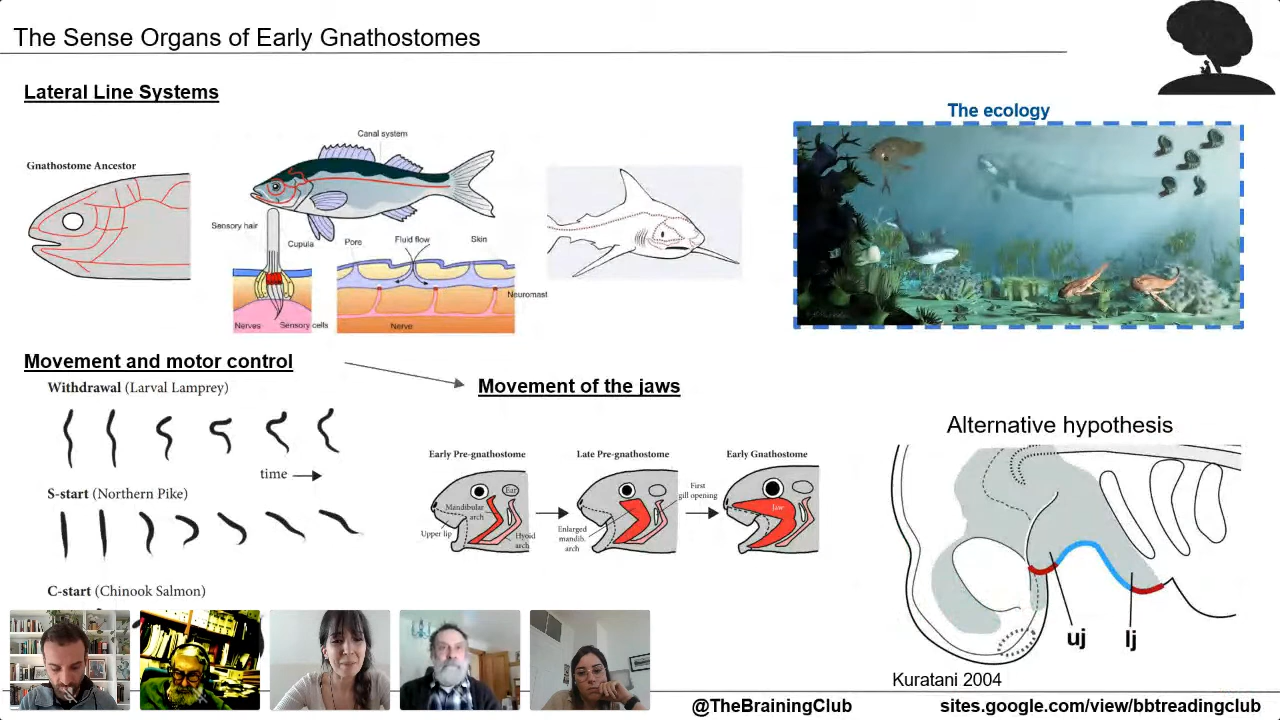 The Sense Organs of Early Gnathostomes
Lateral Line Systems
The ecology
Gnathostome Ancestor
Canal system
Sensory hair
Cupula
Pore
Fluid flow
Skin
Neuromast
Nerves
Sensory cells
Nerve
Movement and motor control
Withdrawal (Larval Lamprey)
time
S-start (Northern Pike)
C-start (Chinook Salmon)
Movement of the jaws
Early Pre-gnathostome
Late Pre-gnathostome
Early Gnathostome
Ear
Mandibular
arch
Upper lip
Hyoid
arch
Enlarged
mandib.
arch
First
gill opening
Jaw
Alternative hypothesis
uj
lj
Kuratani 2004
@TheBrainingClub
sites.google.com/view/bbtreadingclub